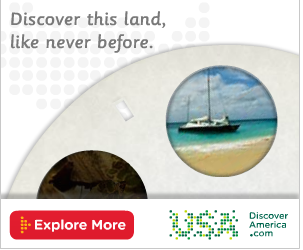 Discover this land,
like never before.
Explore More
USA
Discover
America
.com